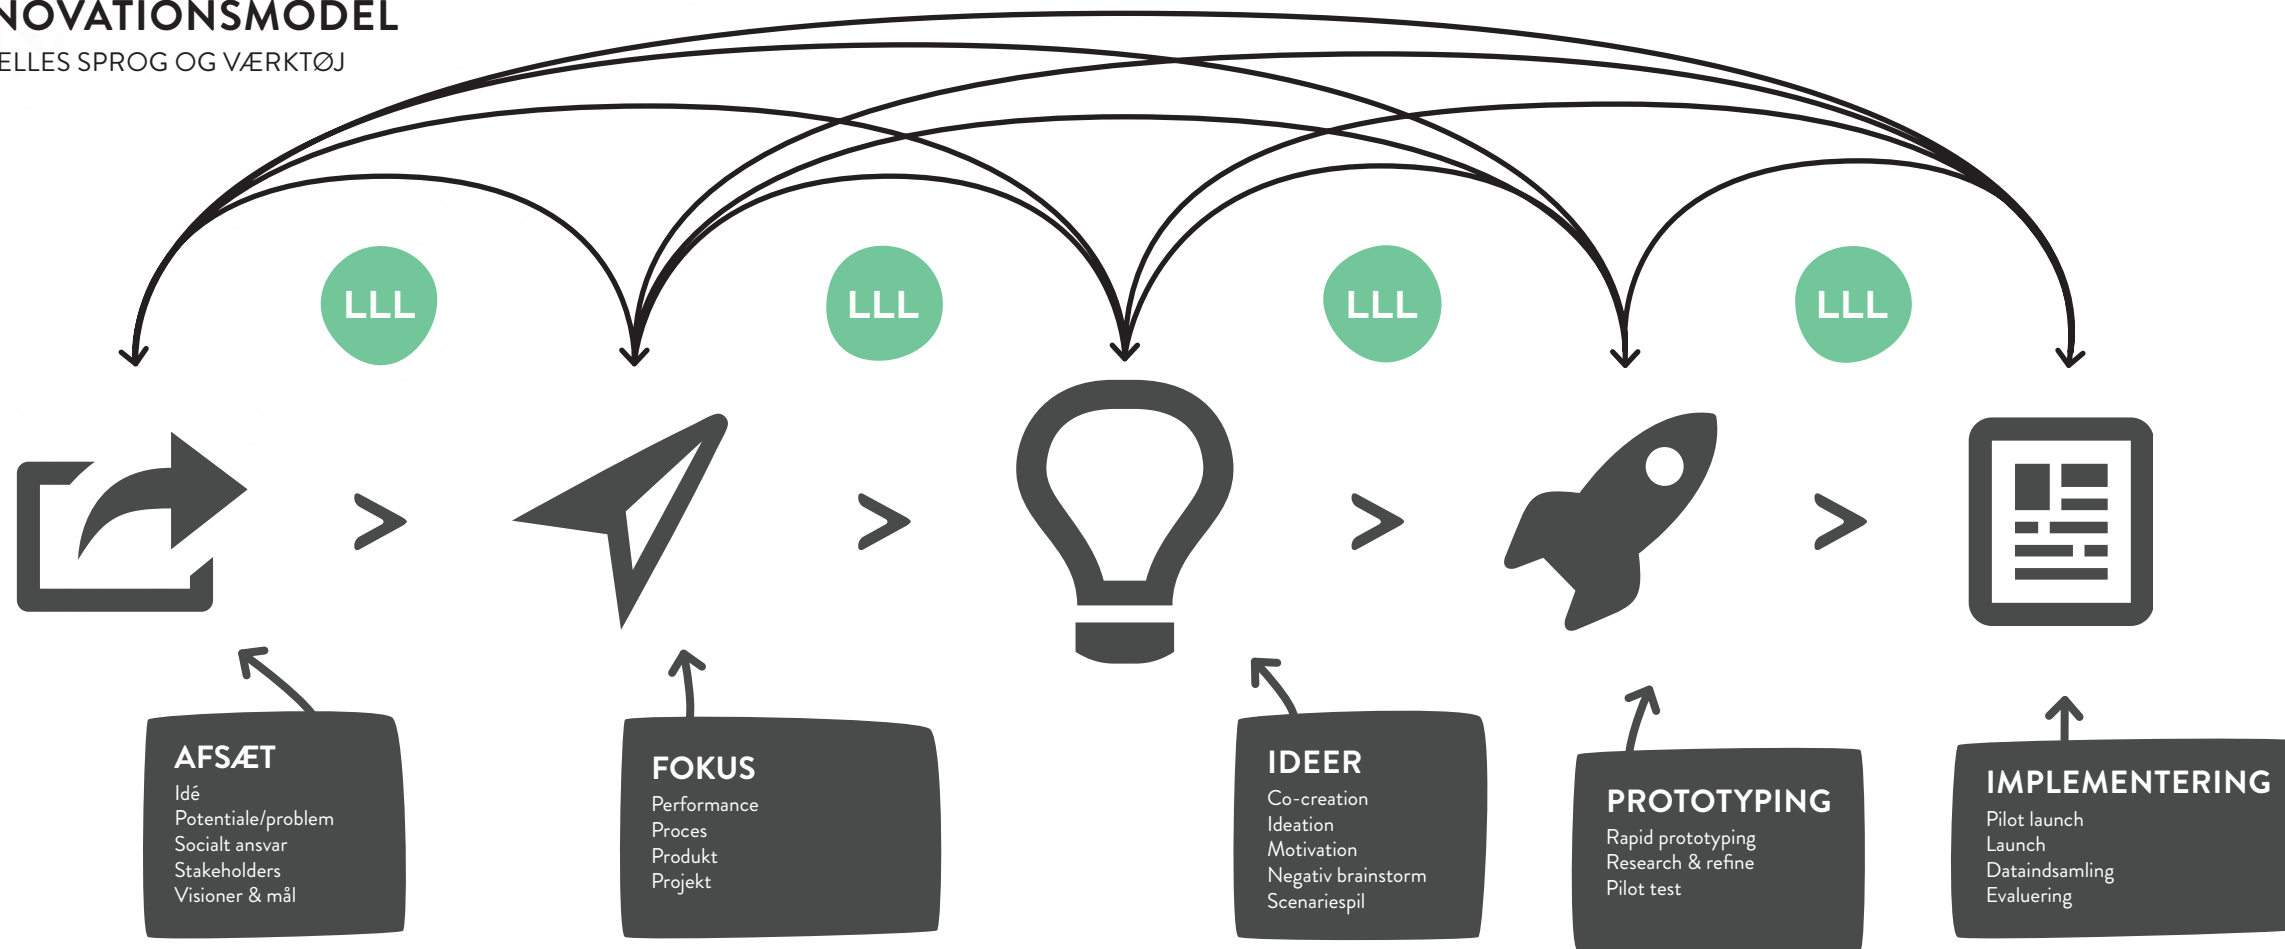 NOVATIONSMODEL
ELLES SPROG OG VÆRKTØJ
LLL
LLL
LLL
LLL
>
>
>
>
AFSÆT
Idé
Potentiale/problem
Socialt ansvar
Stakeholders
Visioner & mål
FOKUS
Performance
Proces
Produkt
Projekt
IDEER
Co-creation
Ideation
Motivation
Negativ brainstorm
Scenariespil
PROTOTYPING
Rapid prototyping
Research & refine
Pilot test
IMPLEMENTERING
Pilot launch
Launch
Dataindsamling
Evaluering